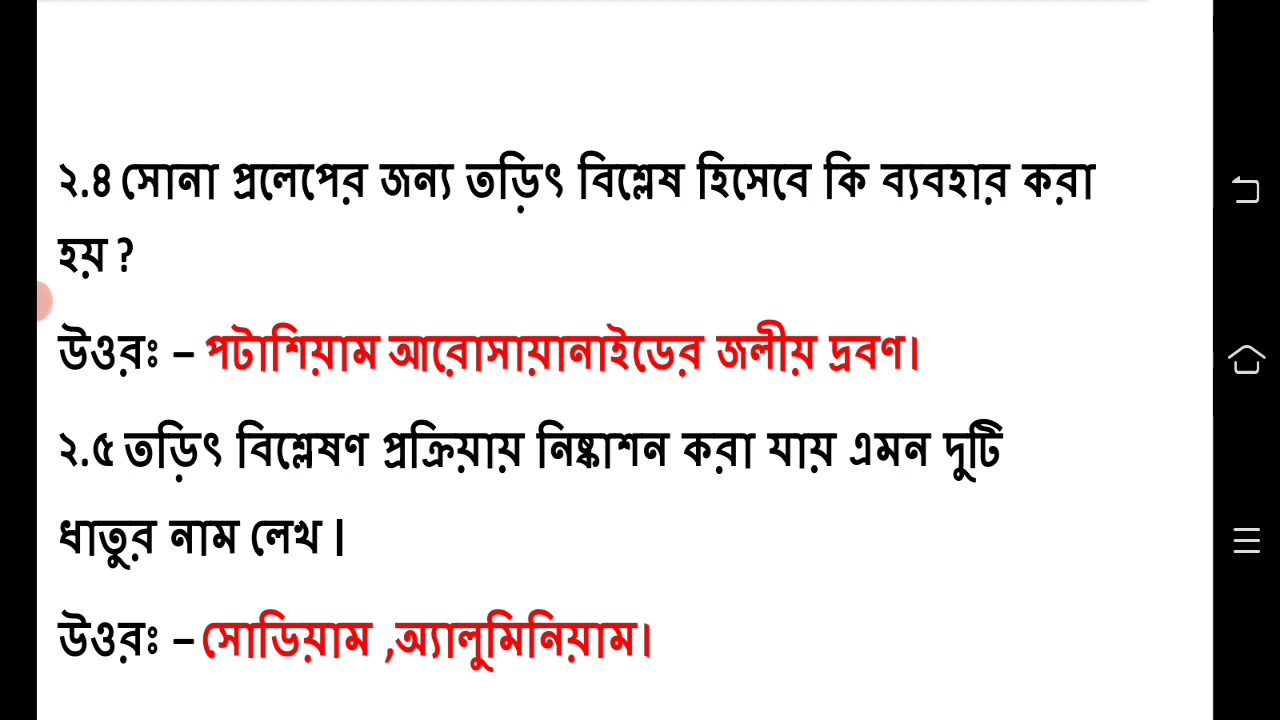 ২.৪ সোনা প্রলেপের জন্য তড়িৎ বিশ্লেষ হিসেবে কি ব্যবহার করা
হয় ?
উওরঃ – পটাশিয়াম আরোসায়ানাইডের জলীয় দ্রবণ।
২.৫ তড়িৎ বিশ্লেষণ প্রক্রিয়ায় নিষ্কাশন করা যায় এমন দুটি
ধাতুর নাম লেখ |
উওরঃ – সোডিয়াম ,অ্যালুমিনিয়াম।